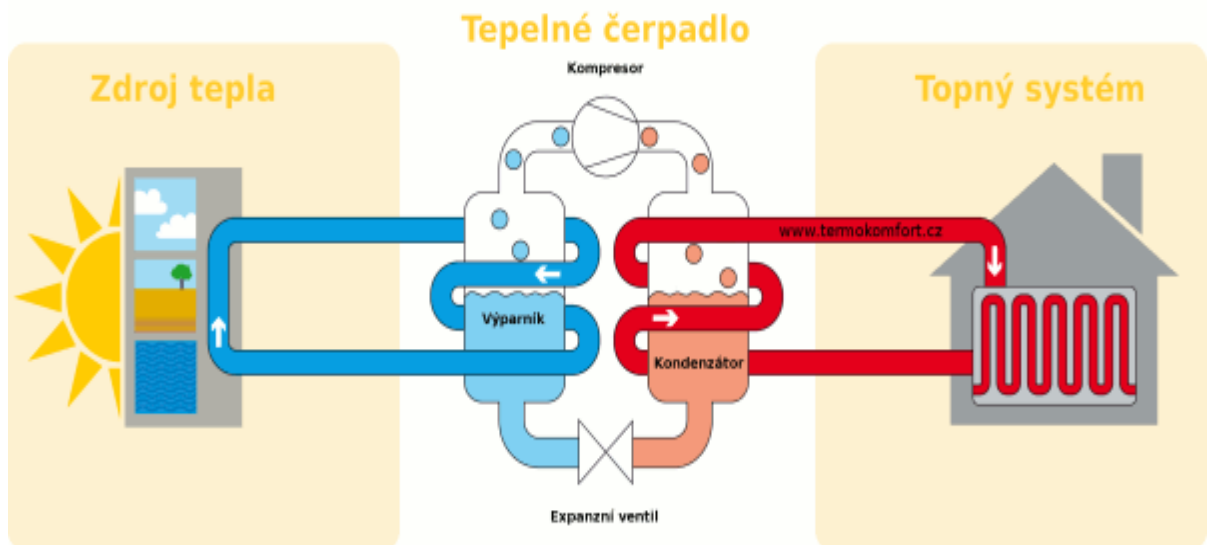 Tepelné čerpadlo
Kompresor
Zdroj tepla
Topný systém
www.termokomfort.cz
Výparník
Kondenzátor
Expanzní ventil